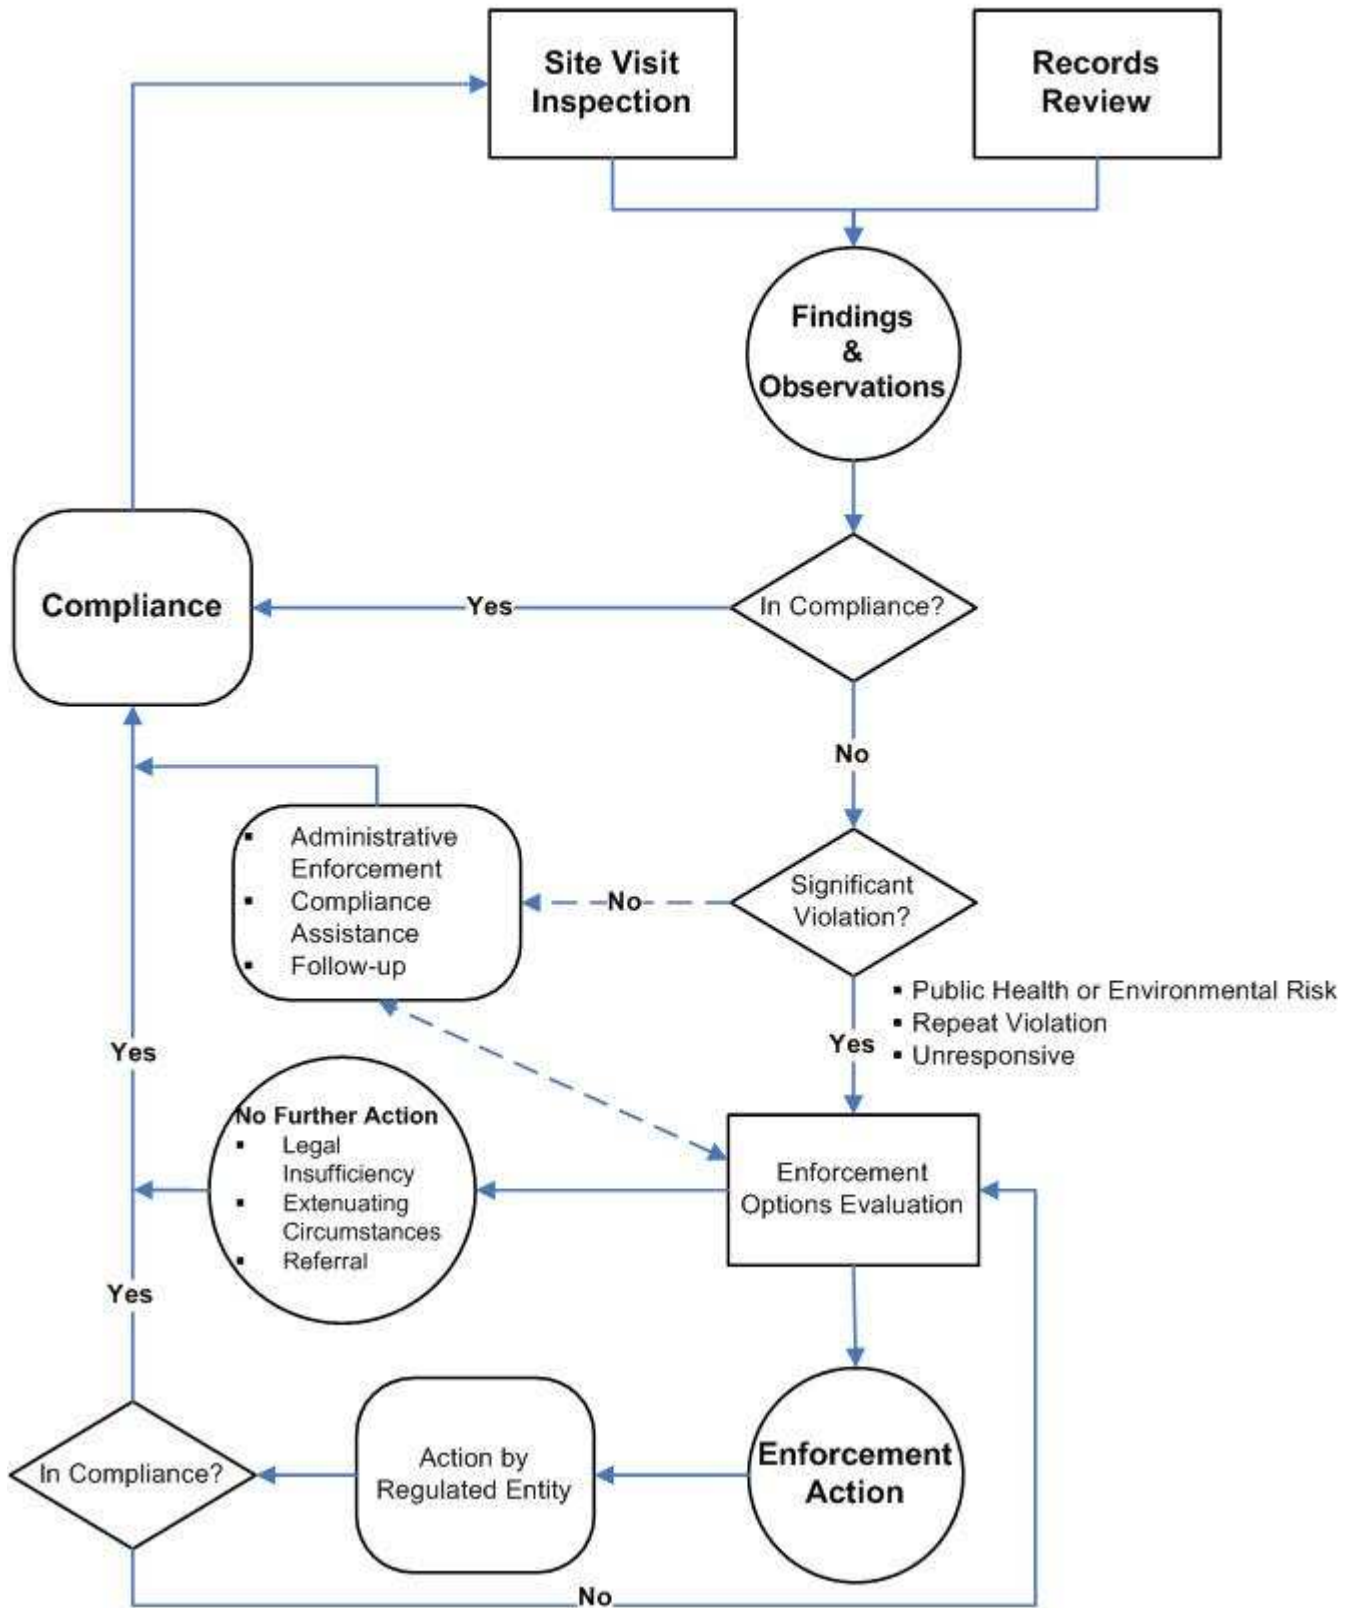 Site Visit
Inspection
Records
Review
Findings
&
Observations
In Compliance?
Yes
Compliance
No
Significant
Violation?
No
▪ Administrative
Enforcement
▪ Compliance
Assistance
▪ Follow-up
Yes
▪ Public Health or Environmental Risk
▪ Repeat Violation
▪ Unresponsive
Enforcement
Options Evaluation
No Further Action
▪ Legal
Insufficiency
▪ Extenuating
Circumstances
▪ Referral
Enforcement
Action
Action by
Regulated Entity
In Compliance?
Yes
Yes
No